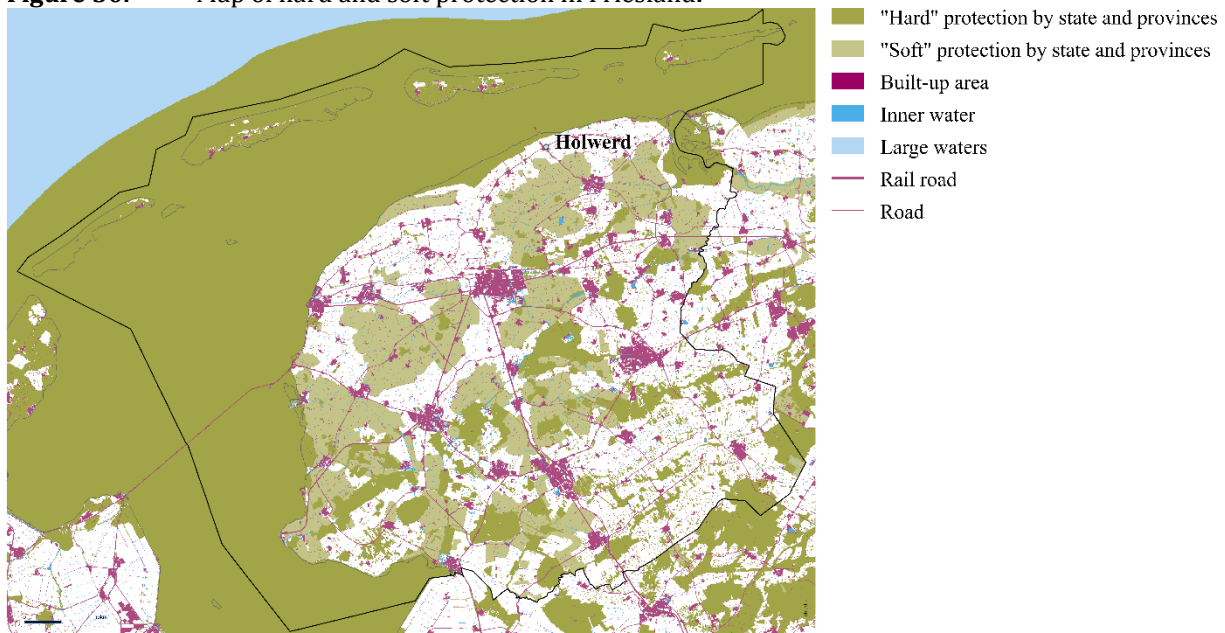 "Hard" protection by state and provinces
"Soft" protection by state and provinces
Built-up area
Inner water
Large waters
Rail road
Road
Holwerd